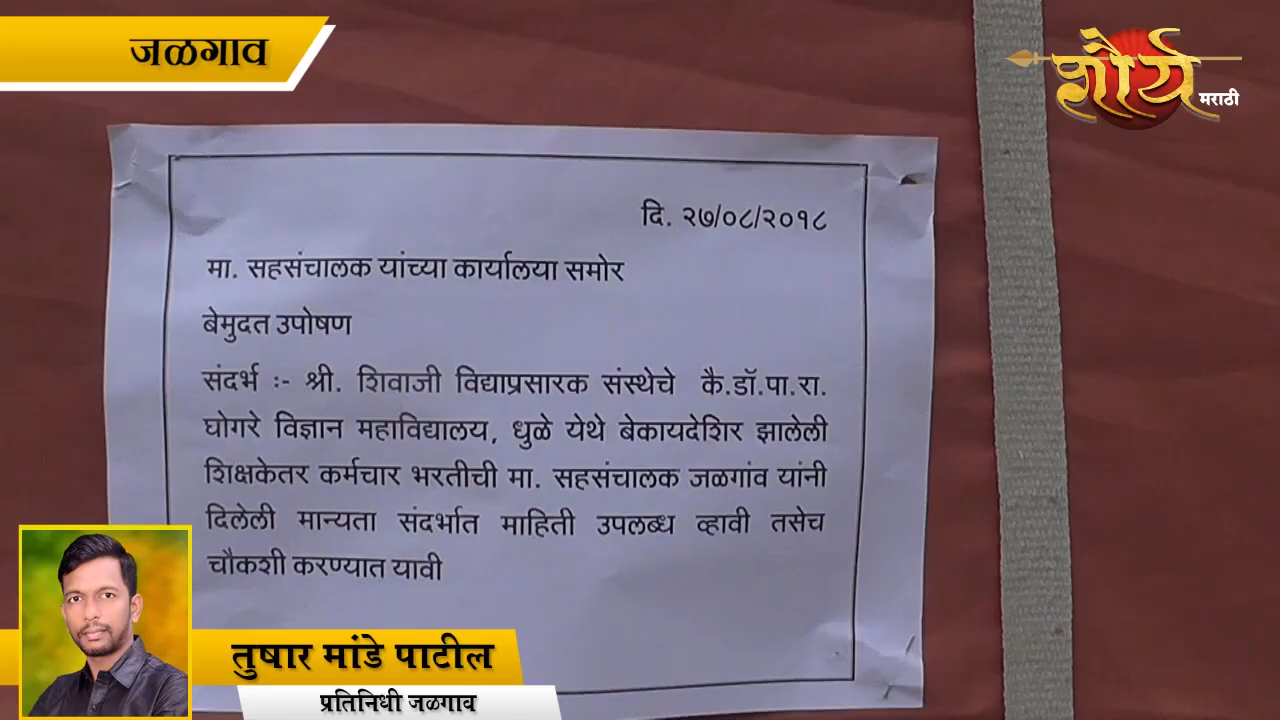 जळगाव
शौर्य
मराठी
दि. २७/०८/२०१८
मा. सहसंचालक यांच्या कार्यालया समोर
बेमुदत उपोषण
संदर्भ :- श्री. शिवाजी विद्याप्रसारक संस्थेचे कै.डॉ.पा.रा.
घोगरे विज्ञान महाविद्यालय, धुळे येथे बेकायदेशिर झालेली
शिक्षकेतर कर्मचार भरतीची मा. सहसंचालक जळगांव यांनी
दिलेली मान्यता संदर्भात माहिती उपलब्ध व्हावी तसेच
चौकशी करण्यात यावी
तुषार मांडे पाटील
प्रतिनिधी जळगाव